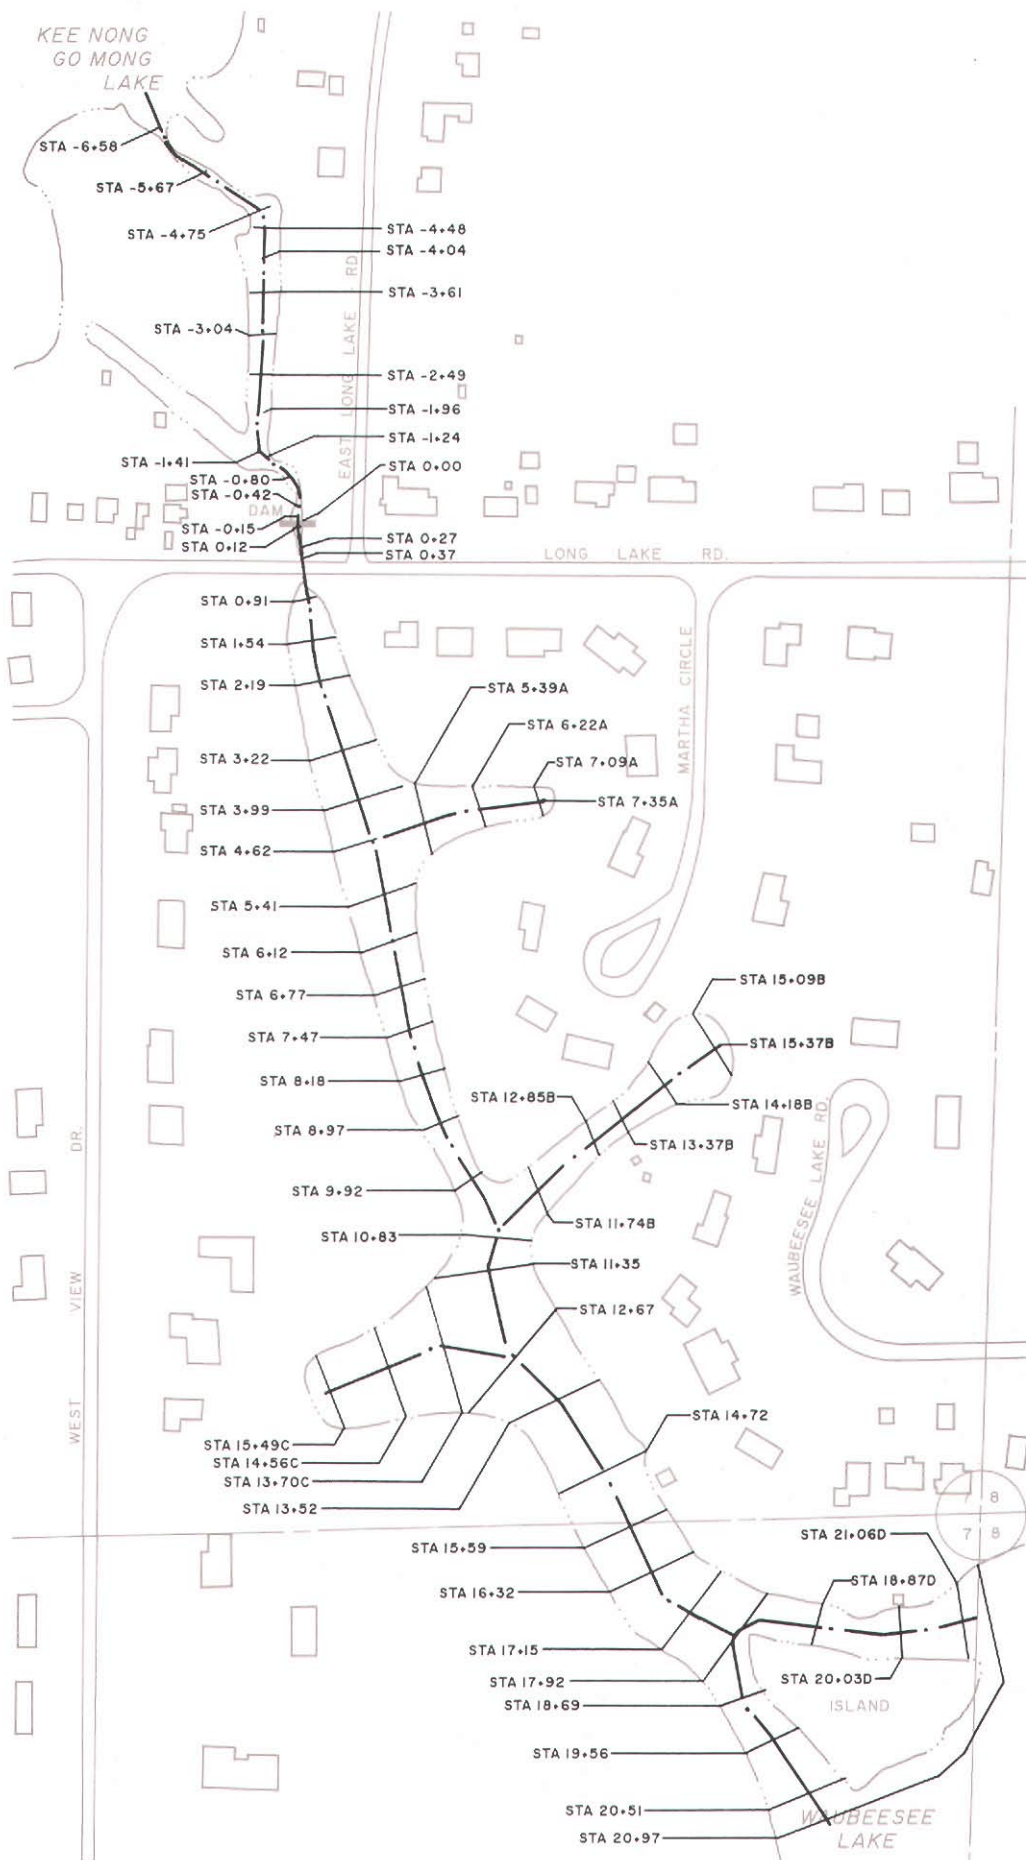 KEE NONG
GO MONG
LAKE
STA -6+58
STA -5+67
STA -4+75
STA -4+48
STA -4+04
STA -3+61
STA -3+04
STA -2+49
STA -1+96
STA -1+24
STA -1+41
STA 0+00
STA -0+80
STA -0+42
DAM
STA -0+15
STA 0+12
STA 0+27
STA 0+37
EAST LONG LAKE RD.
LONG LAKE RD.
STA 0+91
STA 1+54
STA 2+19
STA 5+39A
STA 6+22A
MARTHA CIRCLE
STA 3+22
STA 7+09A
STA 7+35A
STA 3+99
STA 4+62
STA 5+41
STA 6+12
STA 6+77
STA 15+09B
STA 7+47
STA 15+37B
STA 8+18
STA 12+85B
STA 14+18B
STA 8+97
STA 13+37B
WEST VIEW DR.
WAUBEESEE LAKE RD.
STA 9+92
STA 11+74B
STA 10+83
STA 11+35
STA 12+67
STA 14+72
STA 15+49C
STA 14+56C
STA 13+70C
STA 13+52
8
7 8
STA 21+06D
STA 15+59
STA 18+87D
STA 16+32
STA 17+15
STA 17+92
STA 20+03D
STA 18+69
ISLAND
STA 19+56
STA 20+51
WAUBEESEE
LAKE
STA 20+97